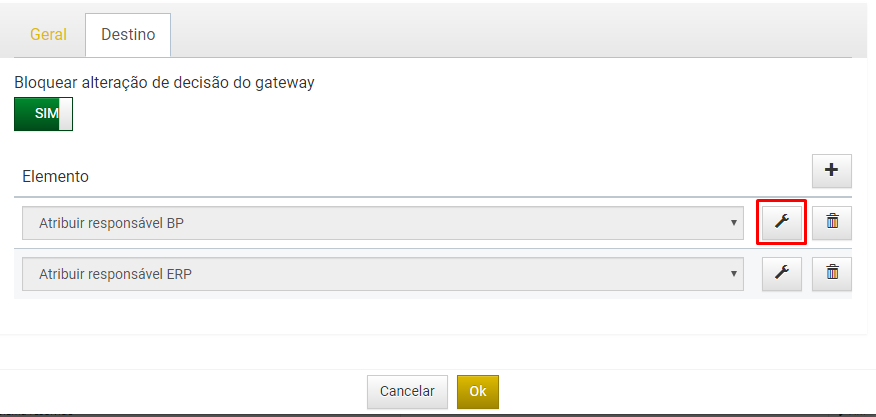 Geral Destino
Bloquear alteração de decisão do gateway
SIM
Elemento
Atribuir responsável BP
Atribuir responsável ERP
Cancelar Ok